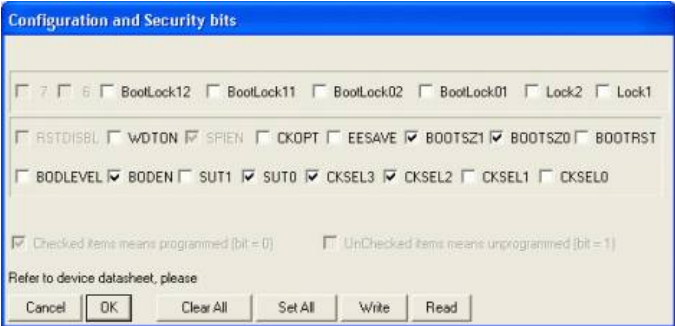 Configuration and Security bits
7 6 BootLock12 BootLock11 BootLock02 BootLock01 Lock2 Lock1
RSTDISBL WDTON SPIEN CKOPT EESAVE BOOTSZ1 BOOTSZ0 BOOTRST
BODLEVEL BODEN SUT1 SUT0 CKSEL3 CKSEL2 CKSEL1 CKSEL0
Checked items means programmed (bit = 0) UnChecked items means unprogrammed (bit = 1)
Refer to device datasheet, please
Cancel OK Clear All Set All Write Read